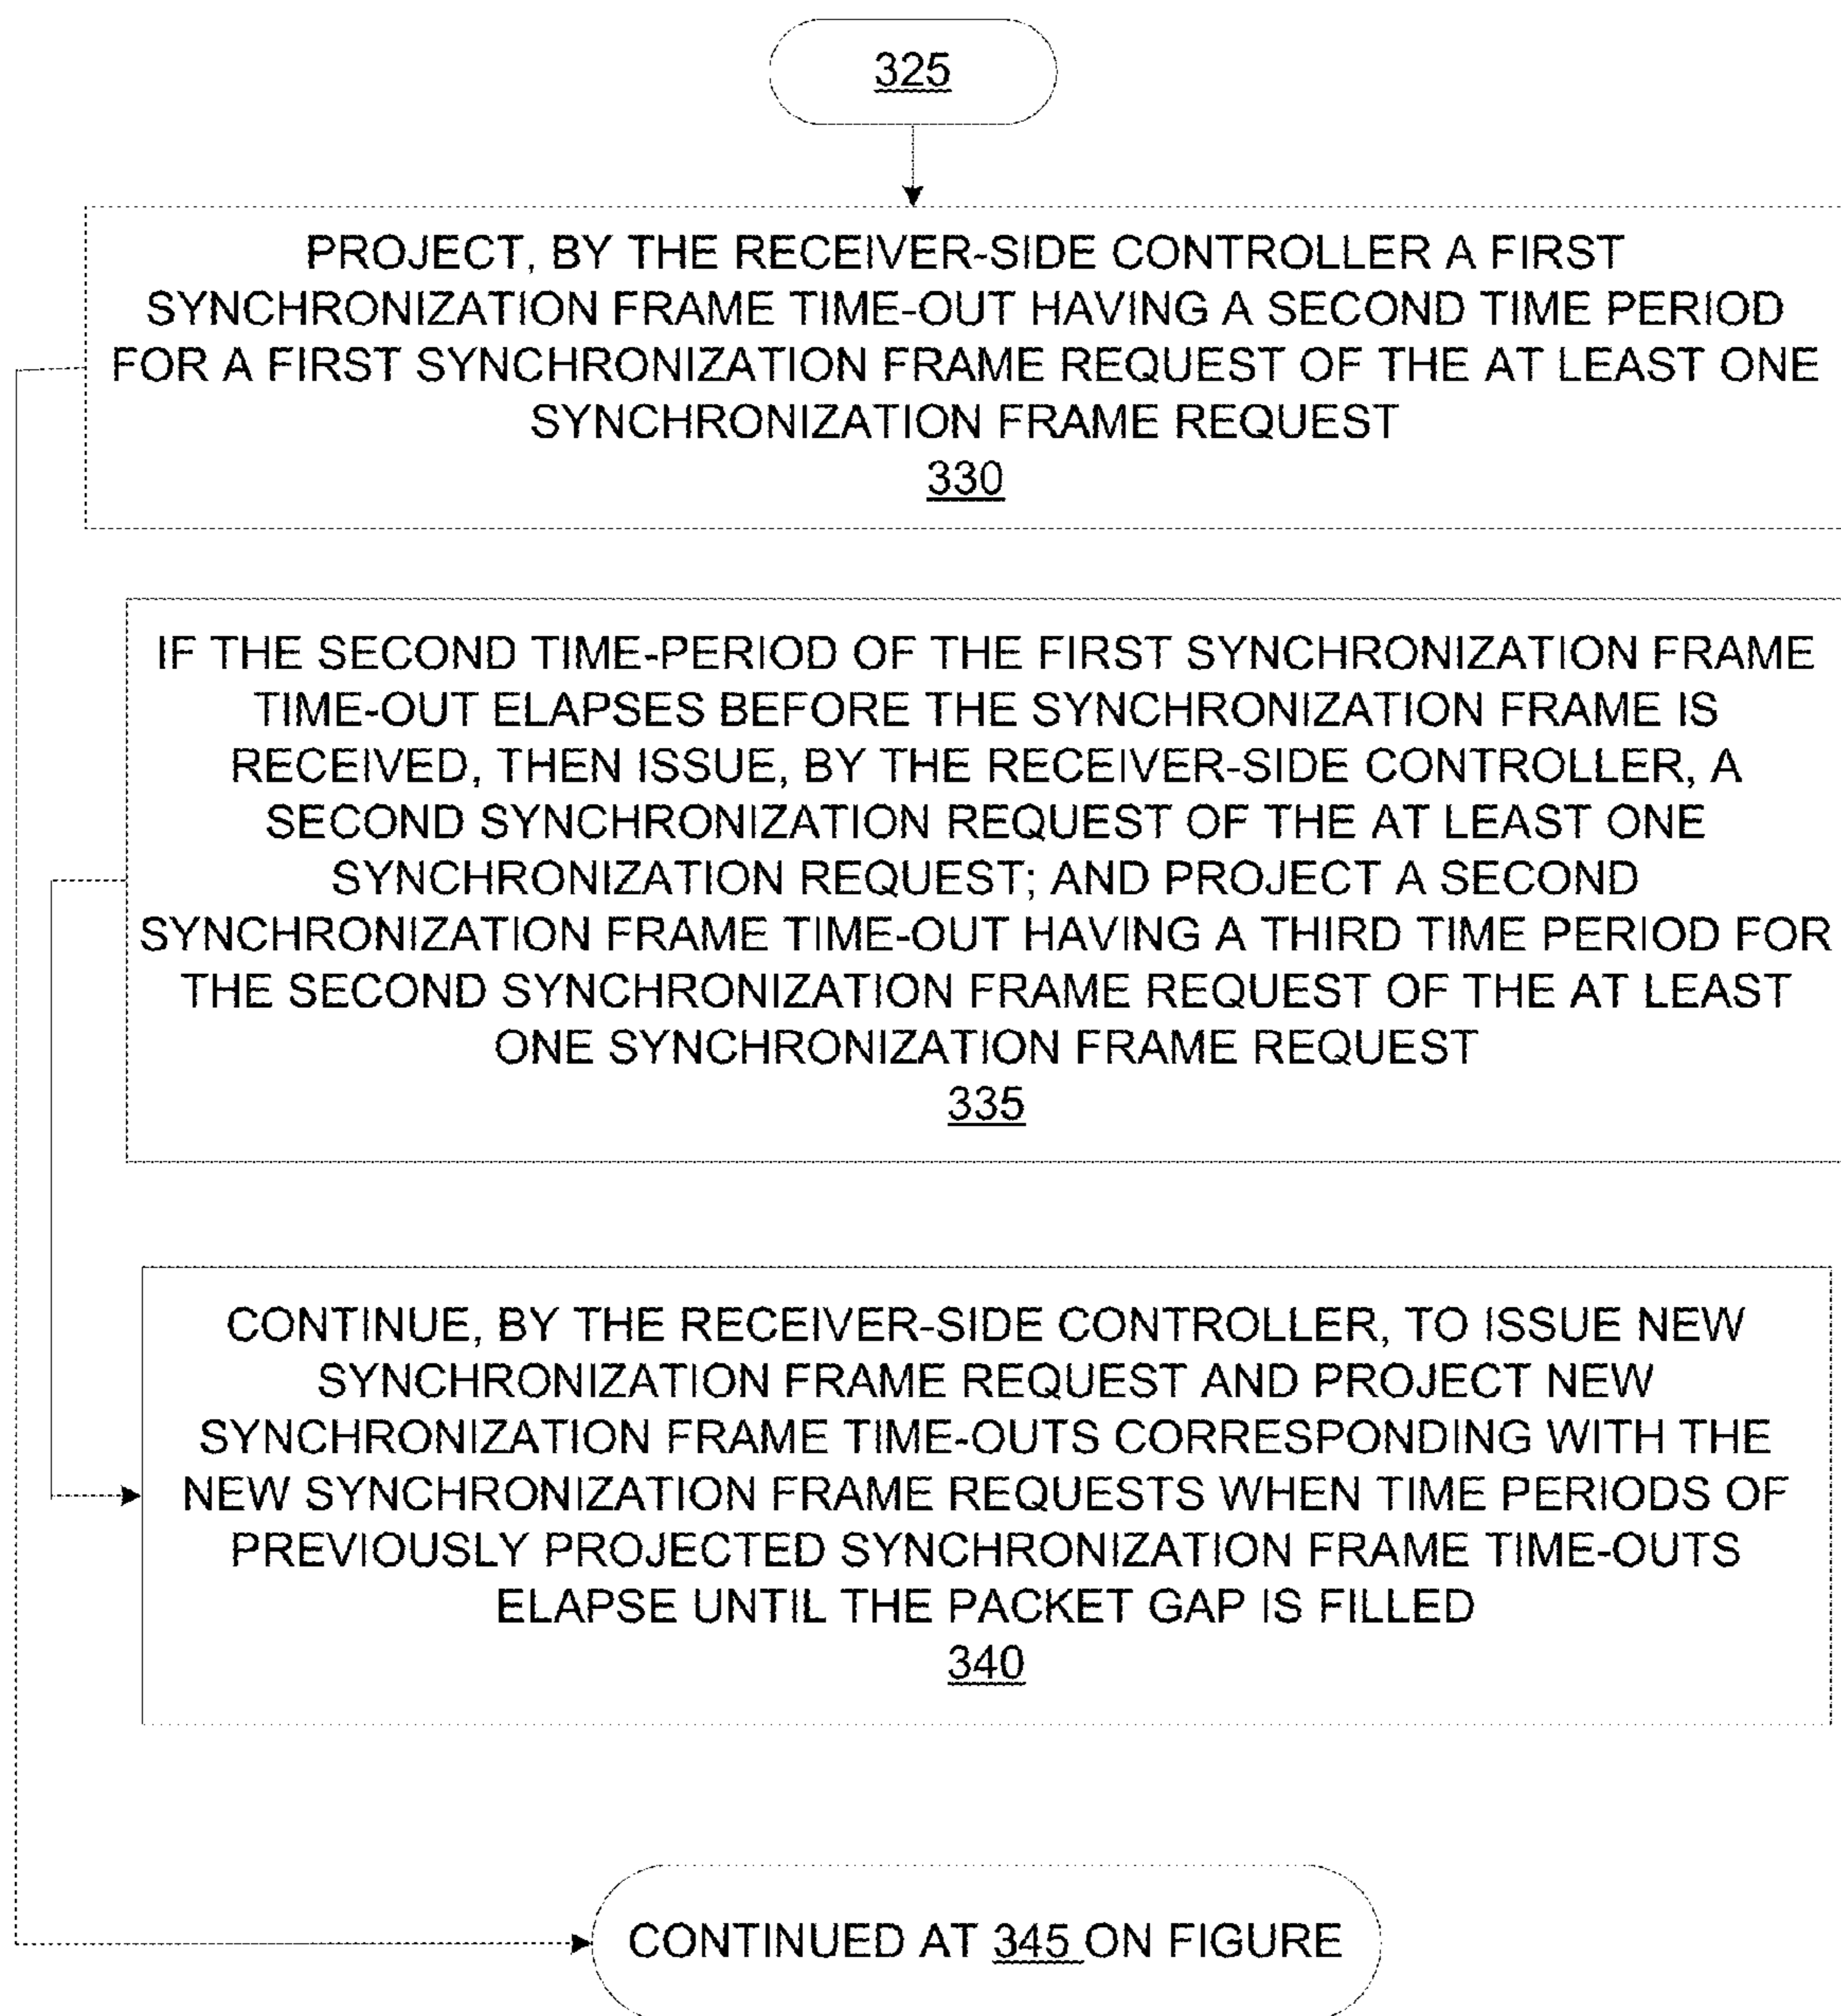 325
PROJECT, BY THE RECEIVER-SIDE CONTROLLER A FIRST
SYNCHRONIZATION FRAME TIME-OUT HAVING A SECOND TIME PERIOD
FOR A FIRST SYNCHRONIZATION FRAME REQUEST OF THE AT LEAST ONE
SYNCHRONIZATION FRAME REQUEST
330
IF THE SECOND TIME-PERIOD OF THE FIRST SYNCHRONIZATION FRAME
TIME-OUT ELAPSES BEFORE THE SYNCHRONIZATION FRAME IS
RECEIVED, THEN ISSUE, BY THE RECEIVER-SIDE CONTROLLER, A
SECOND SYNCHRONIZATION REQUEST OF THE AT LEAST ONE
SYNCHRONIZATION REQUEST; AND PROJECT A SECOND
SYNCHRONIZATION FRAME TIME-OUT HAVING A THIRD TIME PERIOD FOR
THE SECOND SYNCHRONIZATION FRAME REQUEST OF THE AT LEAST
ONE SYNCHRONIZATION FRAME REQUEST
335
CONTINUE, BY THE RECEIVER-SIDE CONTROLLER, TO ISSUE NEW
SYNCHRONIZATION FRAME REQUEST AND PROJECT NEW
SYNCHRONIZATION FRAME TIME-OUTS CORRESPONDING WITH THE
NEW SYNCHRONIZATION FRAME REQUESTS WHEN TIME PERIODS OF
PREVIOUSLY PROJECTED SYNCHRONIZATION FRAME TIME-OUTS
ELAPSE UNTIL THE PACKET GAP IS FILLED
340
CONTINUED AT 345 ON FIGURE